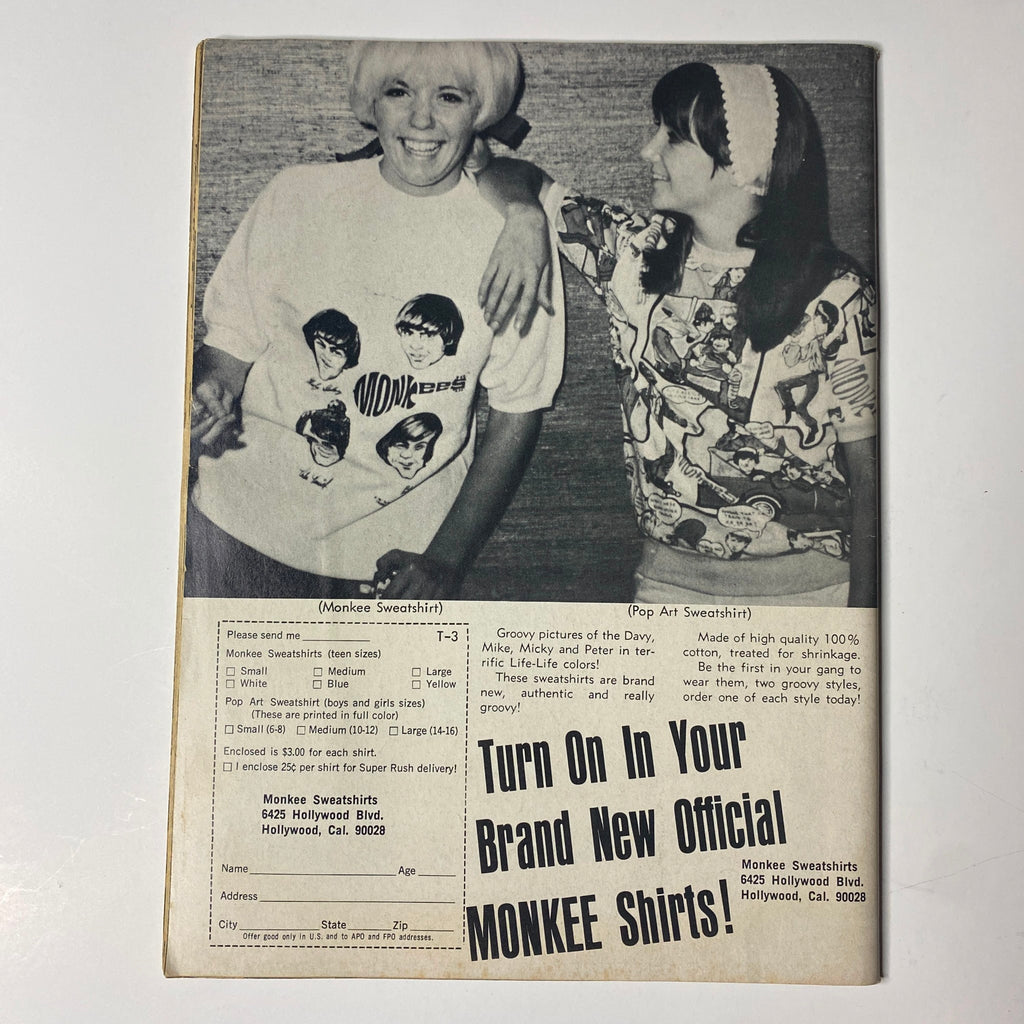 MONKEES
MONK
(Monkee Sweatshirt)
(Pop Art Sweatshirt)
Please send me
T-3
Monkee Sweatshirts (teen sizes)
☐ Small ☐ Medium ☐ Large
☐ White ☐ Blue ☐ Yellow
Pop Art Sweatshirt (boys and girls sizes)
(These are printed in full color)
☐ Small (6-8) ☐ Medium (10-12) ☐ Large (14-16)
Enclosed is $3.00 for each shirt.
☐ I enclose 25¢ per shirt for Super Rush delivery!
Monkee Sweatshirts
6425 Hollywood Blvd.
Hollywood, Cal. 90028
Name Age
Address
City State Zip
Offer good only in U.S. and to APO and FPO addresses.
Groovy pictures of the Davy,
Mike, Micky and Peter in ter-
rific Life-Life colors!
These sweatshirts are brand
new, authentic and really
groovy!
Made of high quality 100%
cotton, treated for shrinkage.
Be the first in your gang to
wear them, two groovy styles,
order one of each style today!
Turn On In Your
Brand New Official
MONKEE Shirts!
Monkee Sweatshirts
6425 Hollywood Blvd.
Hollywood, Cal. 90028